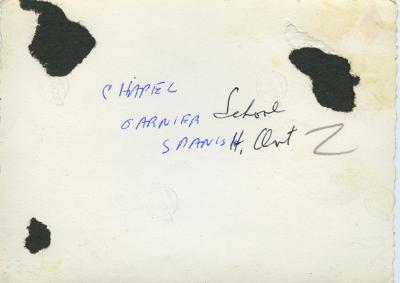 CHAPEL
GARNIER School
SPANISH, Ont 2